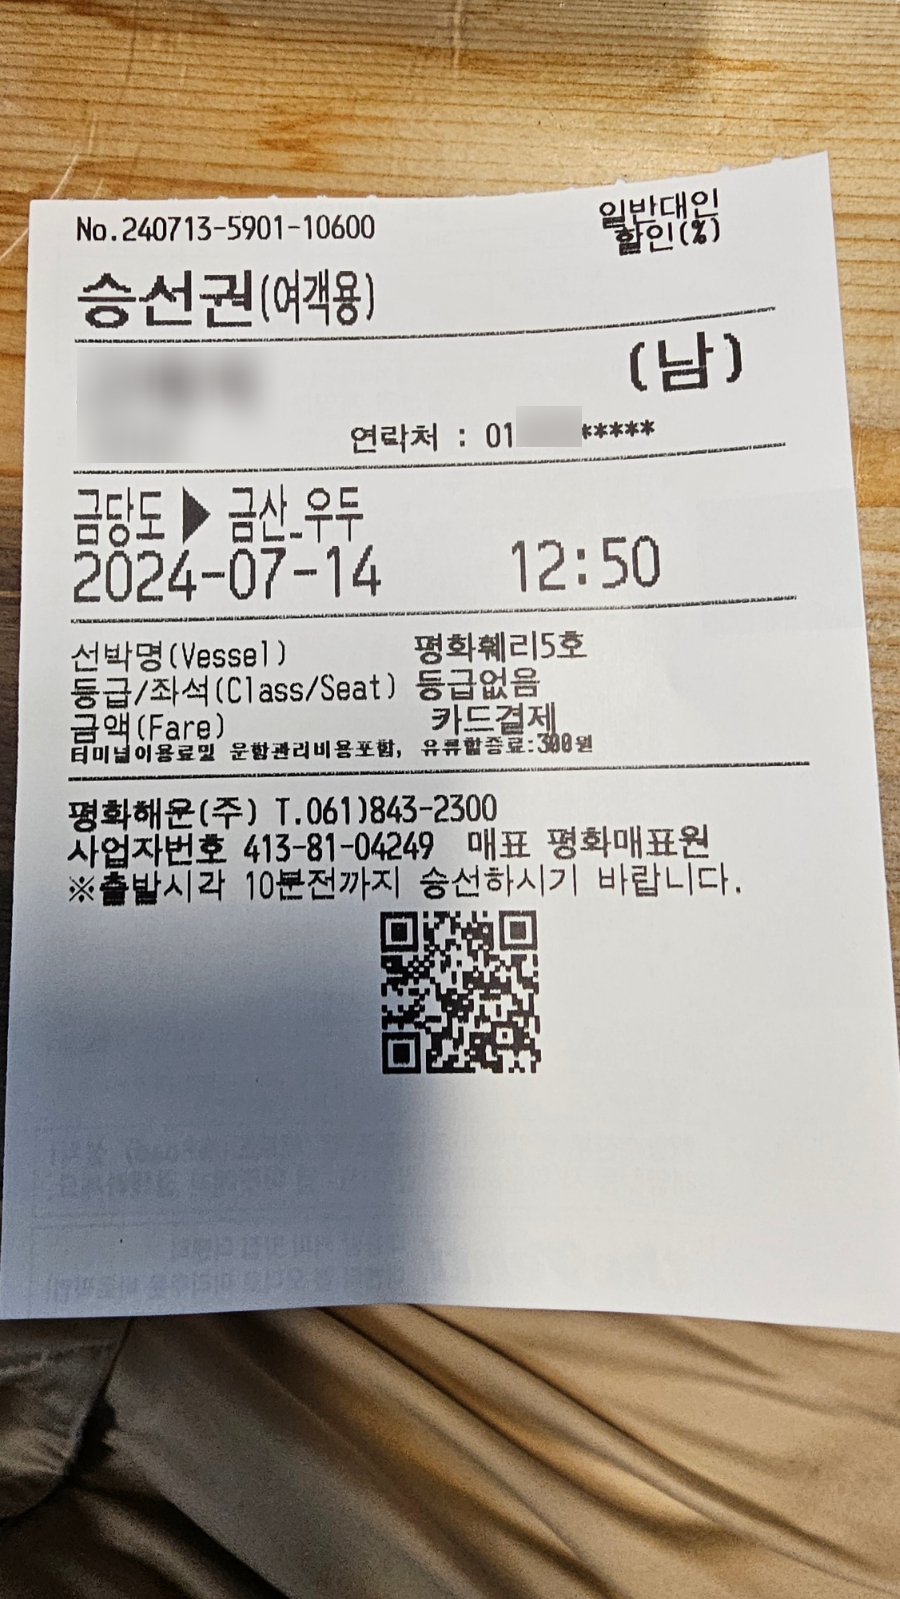 No.240713-5901-10600
일반대인
할인(%)
승선권(여객용)
(남)
연락처 : 01 *****
금당도 ▶ 금산_우두
2024-07-14 12:50
선박명(Vessel) 평화훼리5호
등급/좌석(Class/Seat) 등급없음
금액(Fare) 카드결제
터미널이용료및 운항관리비용포함, 유류할증료:300원
평화해운(주) T.061)843-2300
사업자번호 413-81-04249 매표 평화매표원
※출발시각 10분전까지 승선하시기 바랍니다.